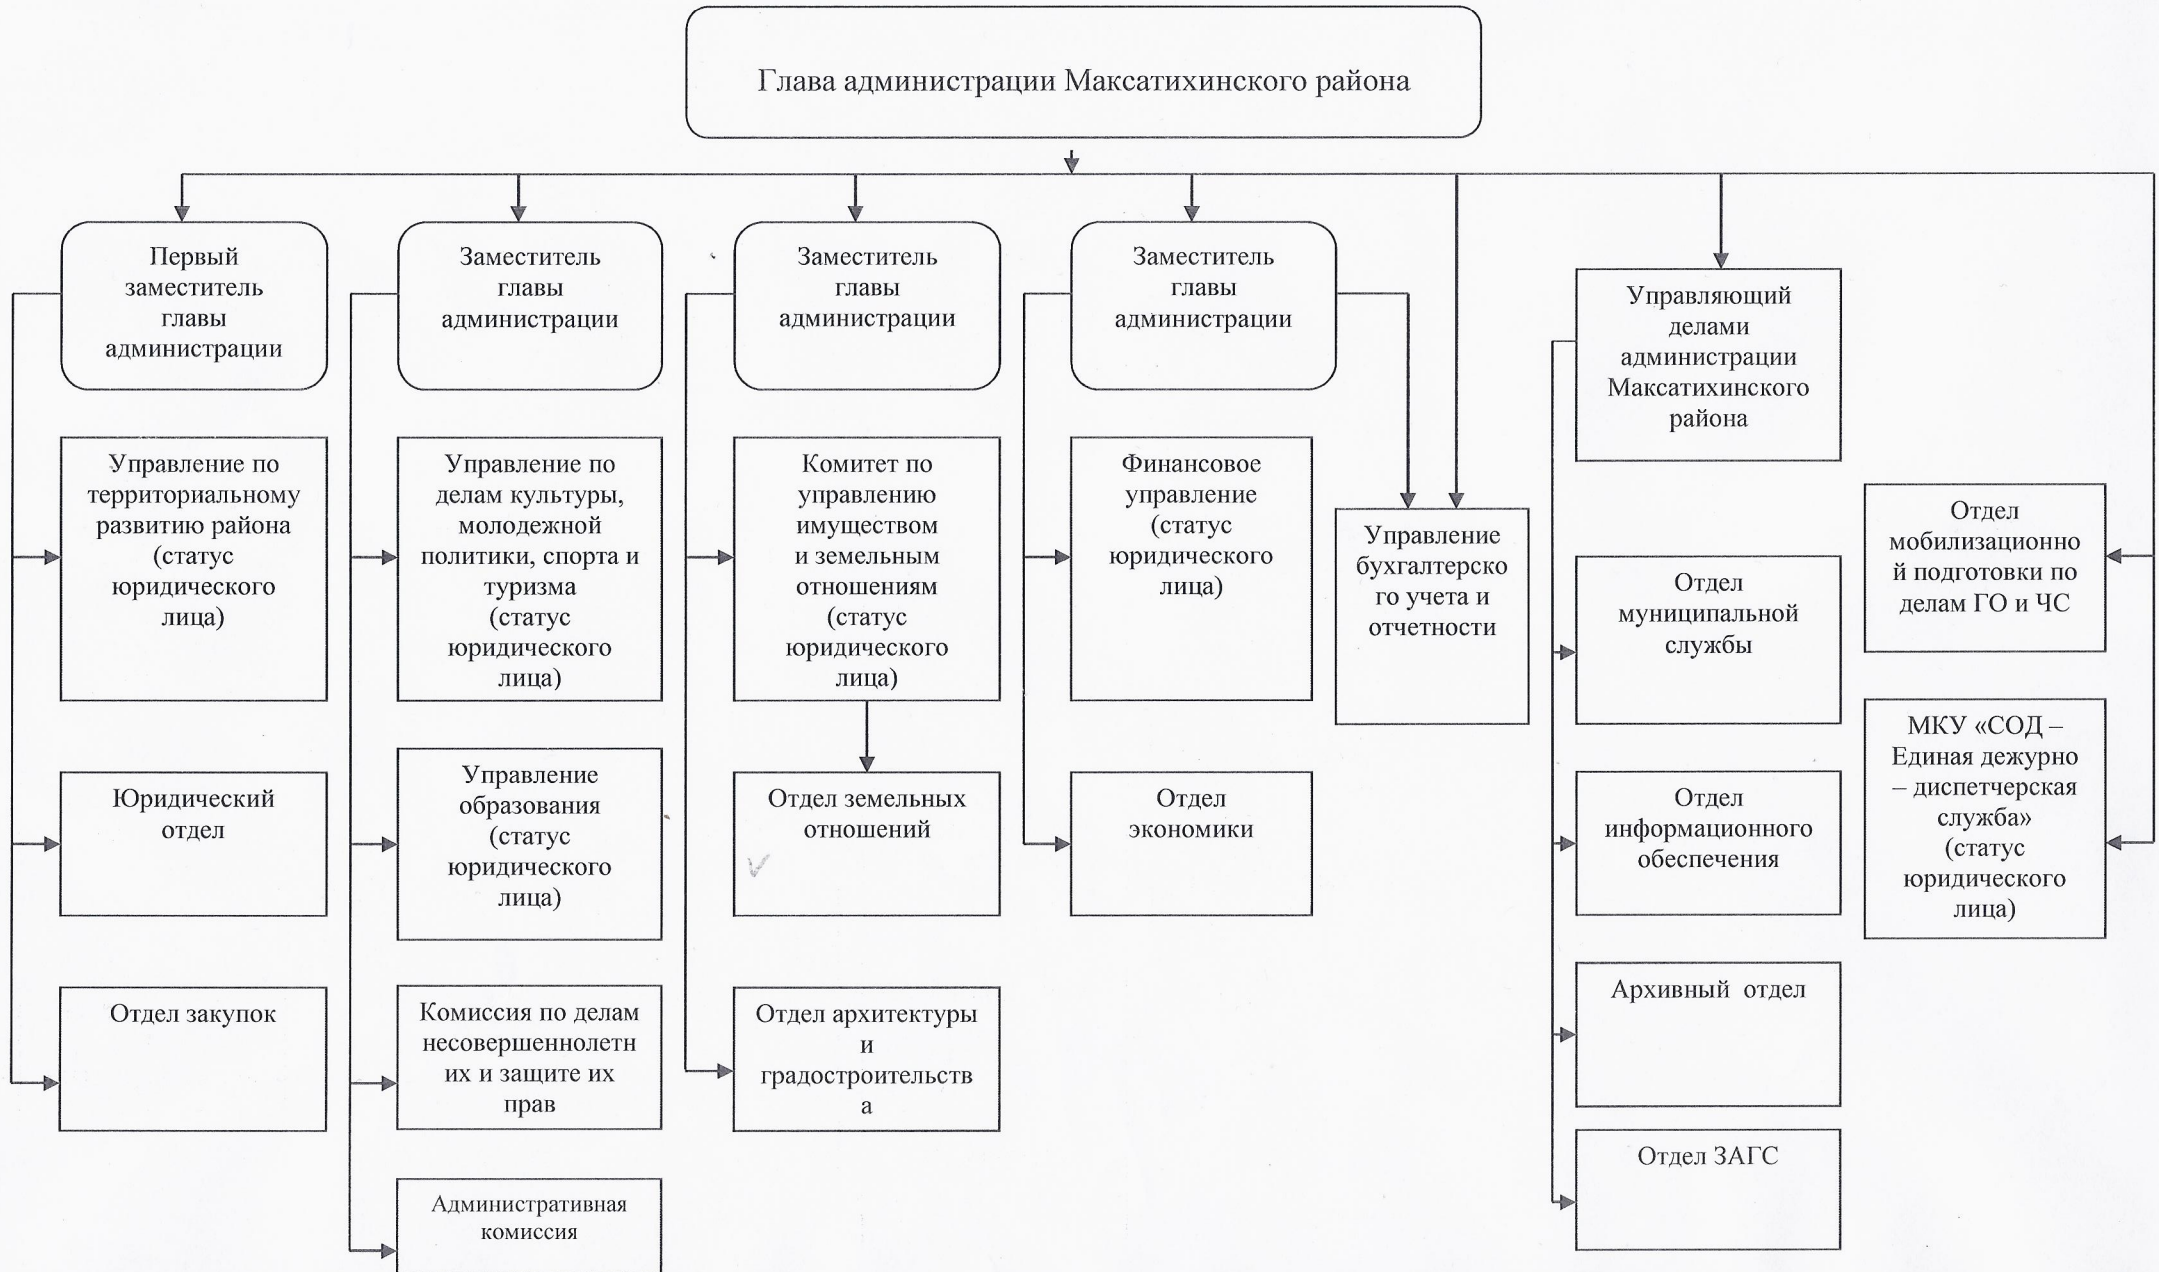 Глава администрации Максатихинского района
Первый
заместитель
главы
администрации
Заместитель
главы
администрации
Заместитель
главы
администрации
Заместитель
главы
администрации
Управляющий
делами
администрации
Максатихинского
района
Управление по
территориальному
развитию района
(статус
юридического
лица)
Управление по
делам культуры,
молодежной
политики, спорта и
туризма
(статус
юридического
лица)
Комитет по
управлению
имуществом
и земельным
отношениям
(статус
юридического
лица)
Финансовое
управление
(статус
юридического
лица)
Управление
бухгалтерско
го учета и
отчетности
Отдел
муниципальной
службы
Отдел
мобилизационно
й подготовки по
делам ГО и ЧС
Юридический
отдел
Управление
образования
(статус
юридического
лица)
Отдел земельных
отношений
Отдел
экономики
Отдел
информационного
обеспечения
МКУ «СОД –
Единая дежурно
– диспетчерская
служба»
(статус
юридического
лица)
Отдел закупок
Комиссия по делам
несовершеннолетн
их и защите их
прав
Отдел архитектуры
и
градостроительств
а
Архивный отдел
Административная
комиссия
Отдел ЗАГС